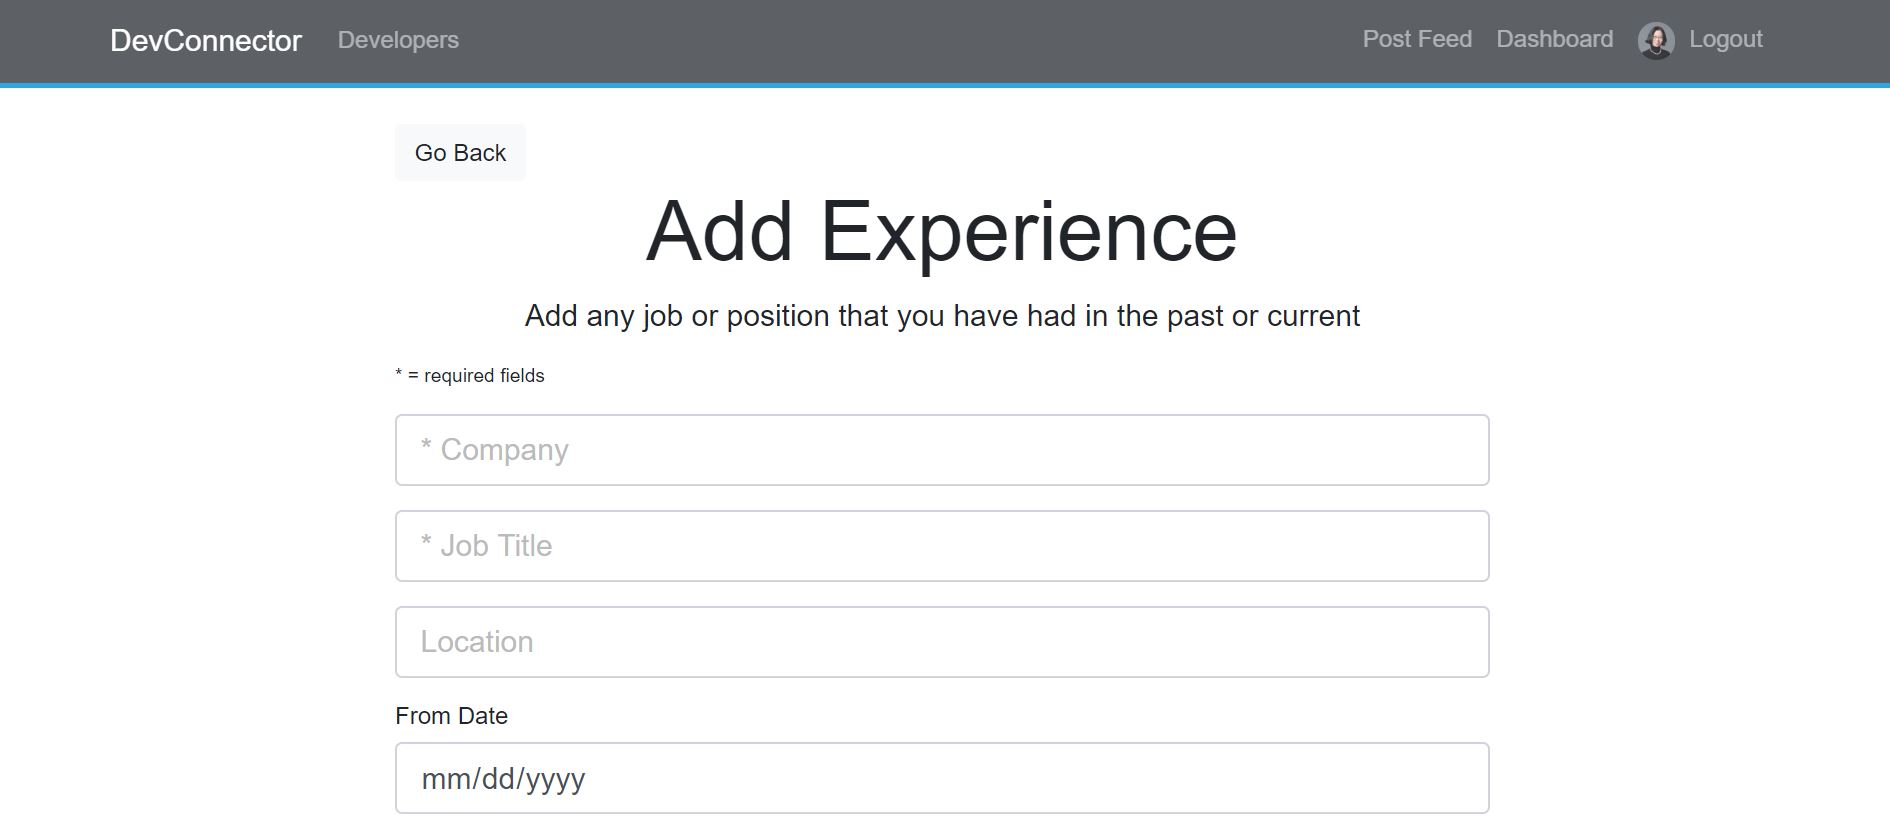 DevConnector Developers Post Feed Dashboard Logout
Go Back
Add Experience
Add any job or position that you have had in the past or current
* = required fields
* Company
* Job Title
Location
From Date
mm/dd/yyyy